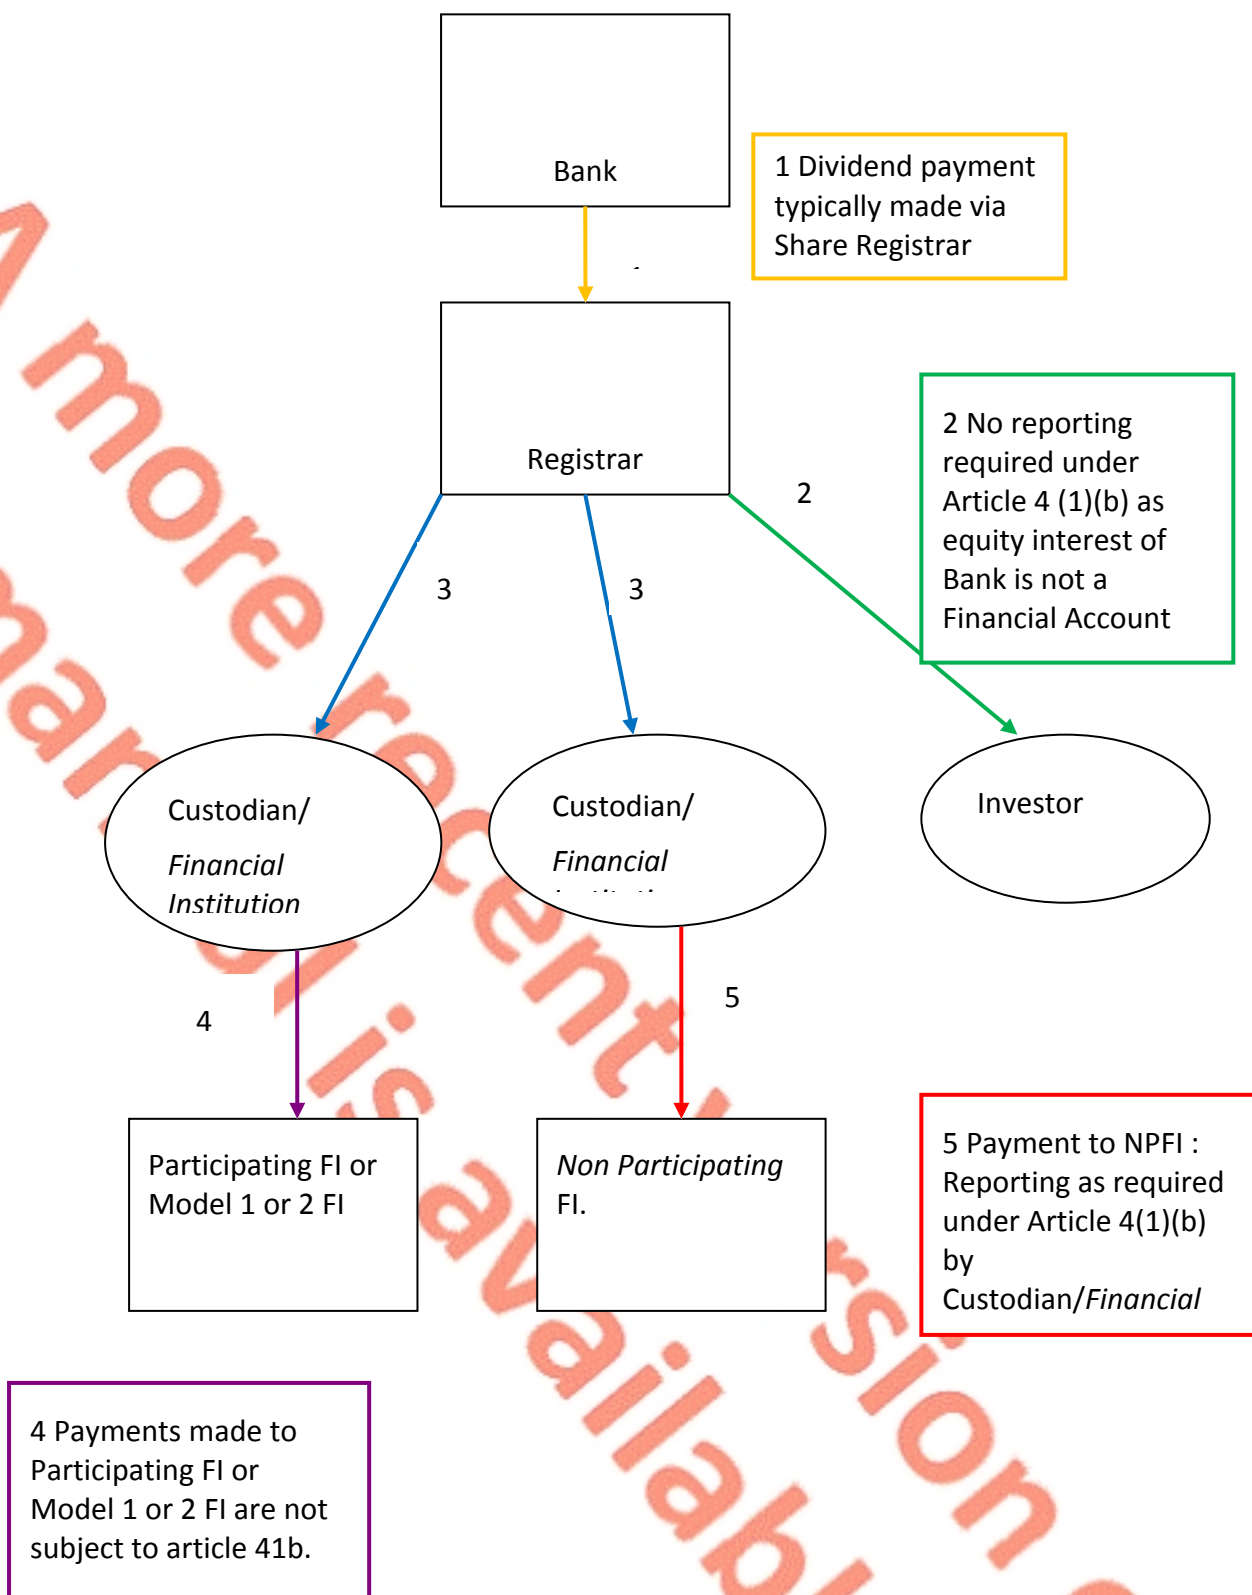 Bank
1 Dividend payment
typically made via
Share Registrar
Registrar
2
2 No reporting
required under
Article 4 (1)(b) as
equity interest of
Bank is not a
Financial Account
3
3
Custodian/
Financial
Institution
Custodian/
Financial
Investor
4
5
Participating FI or
Model 1 or 2 FI
Non Participating
FI.
5 Payment to NPFI :
Reporting as required
under Article 4(1)(b)
by
Custodian/Financial
4 Payments made to
Participating FI or
Model 1 or 2 FI are not
subject to article 41b.
A more recent version
is